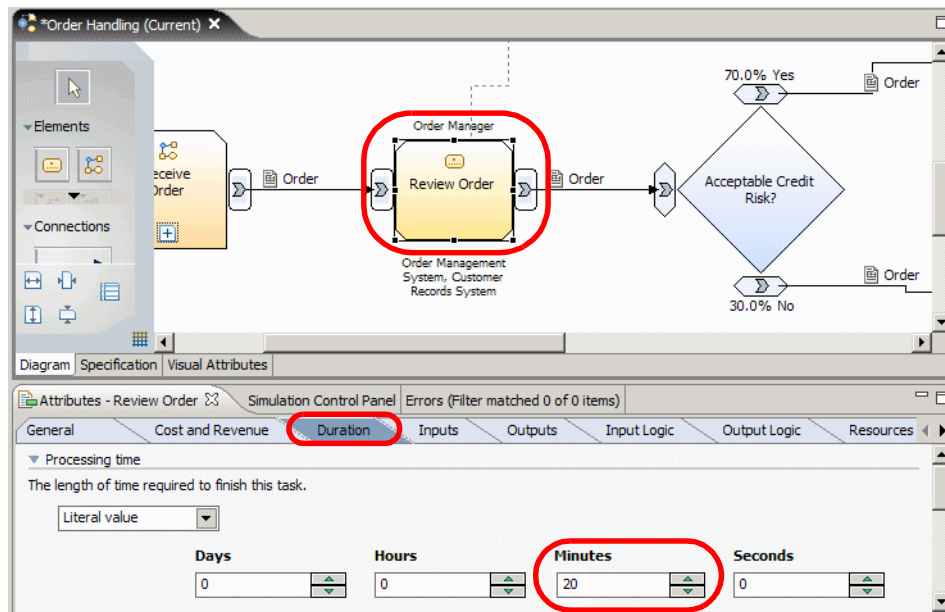 *Order Handling (Current)
70.0% Yes
Order
Order Manager
Elements
eceive
Order
Order
Review Order
Order
Acceptable Credit
Risk?
Connections
Order Management
System, Customer
Records System
Order
30.0% No
Diagram Specification Visual Attributes
Attributes - Review Order Simulation Control Panel Errors (Filter matched 0 of 0 items)
General Cost and Revenue Duration Inputs Outputs Input Logic Output Logic Resources
Processing time
The length of time required to finish this task.
Literal value
Days Hours Minutes Seconds
0 0 20 0